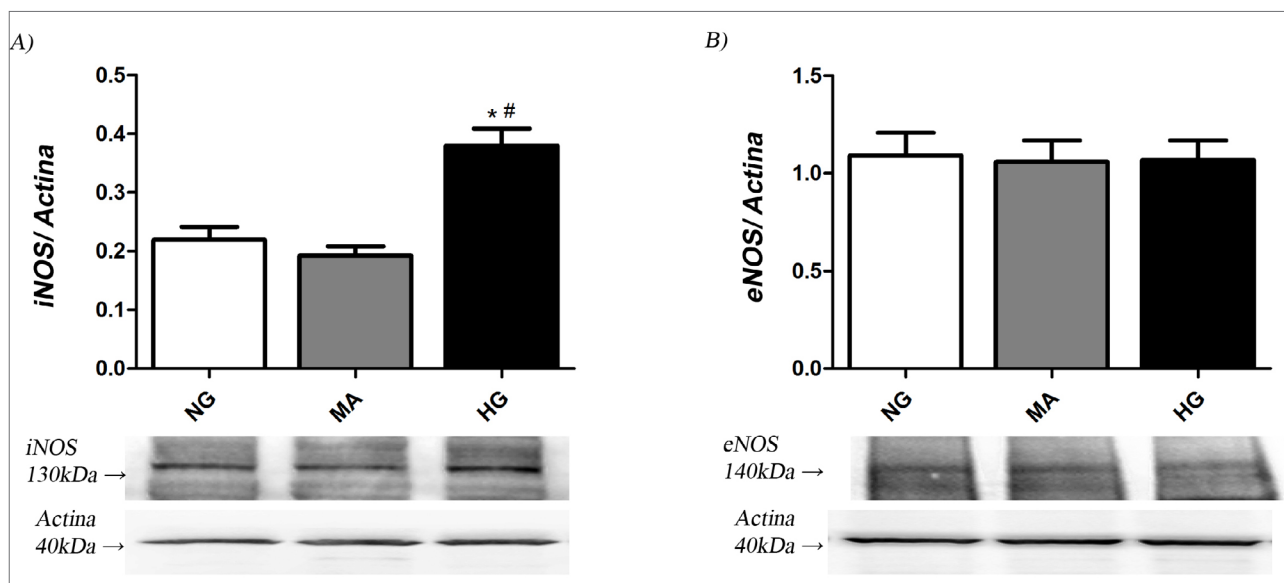 A)
iNOS/ Actina
0.5
0.4
0.3
0.2
0.1
0.0
* #
NG
MA
HG
iNOS
130kDa →
Actina
40kDa →
B)
eNOS/ Actina
1.5
1.0
0.5
0.0
NG
MA
HG
eNOS
140kDa →
Actina
40kDa →